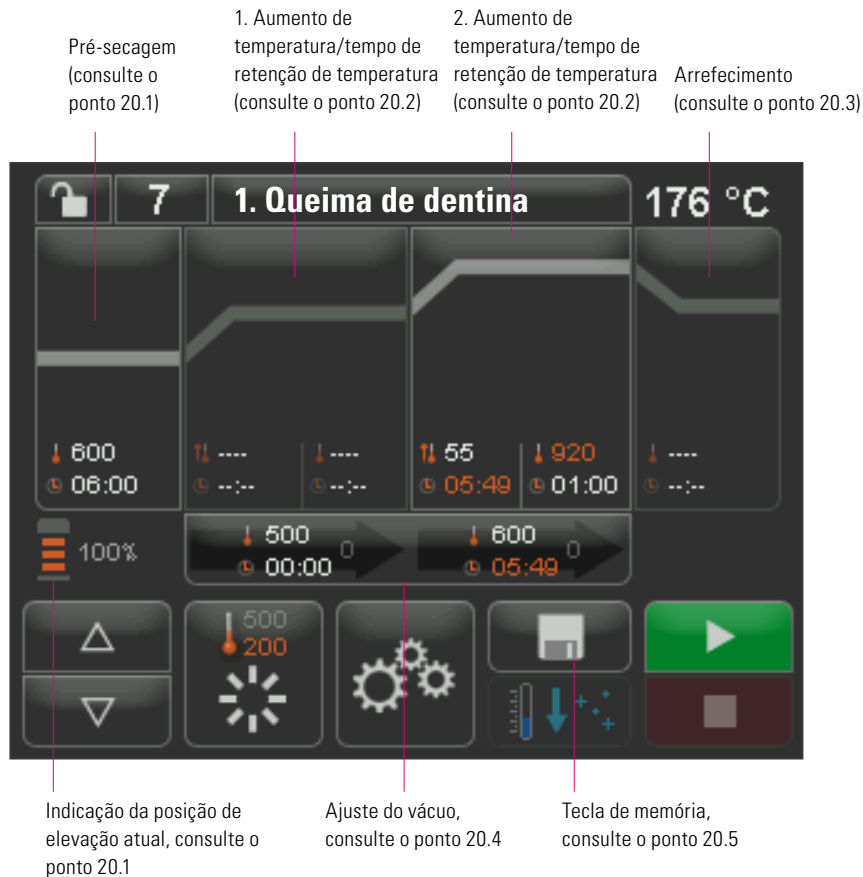 Pré-secagem
(consulte o
ponto 20.1)
1. Aumento de
temperatura/tempo de
retenção de temperatura
(consulte o ponto 20.2)
2. Aumento de
temperatura/tempo de
retenção de temperatura
(consulte o ponto 20.2)
Arrefecimento
(consulte o ponto 20.3)
7
1. Queima de dentina
176 °C
600
06:00
----
--:--
----
--:--
55
05:49
920
01:00
----
--:--
100%
500
00:00
0
600
05:49
0
500
200
Indicação da posição de
elevação atual, consulte o
ponto 20.1
Ajuste do vácuo,
consulte o ponto 20.4
Tecla de memória,
consulte o ponto 20.5